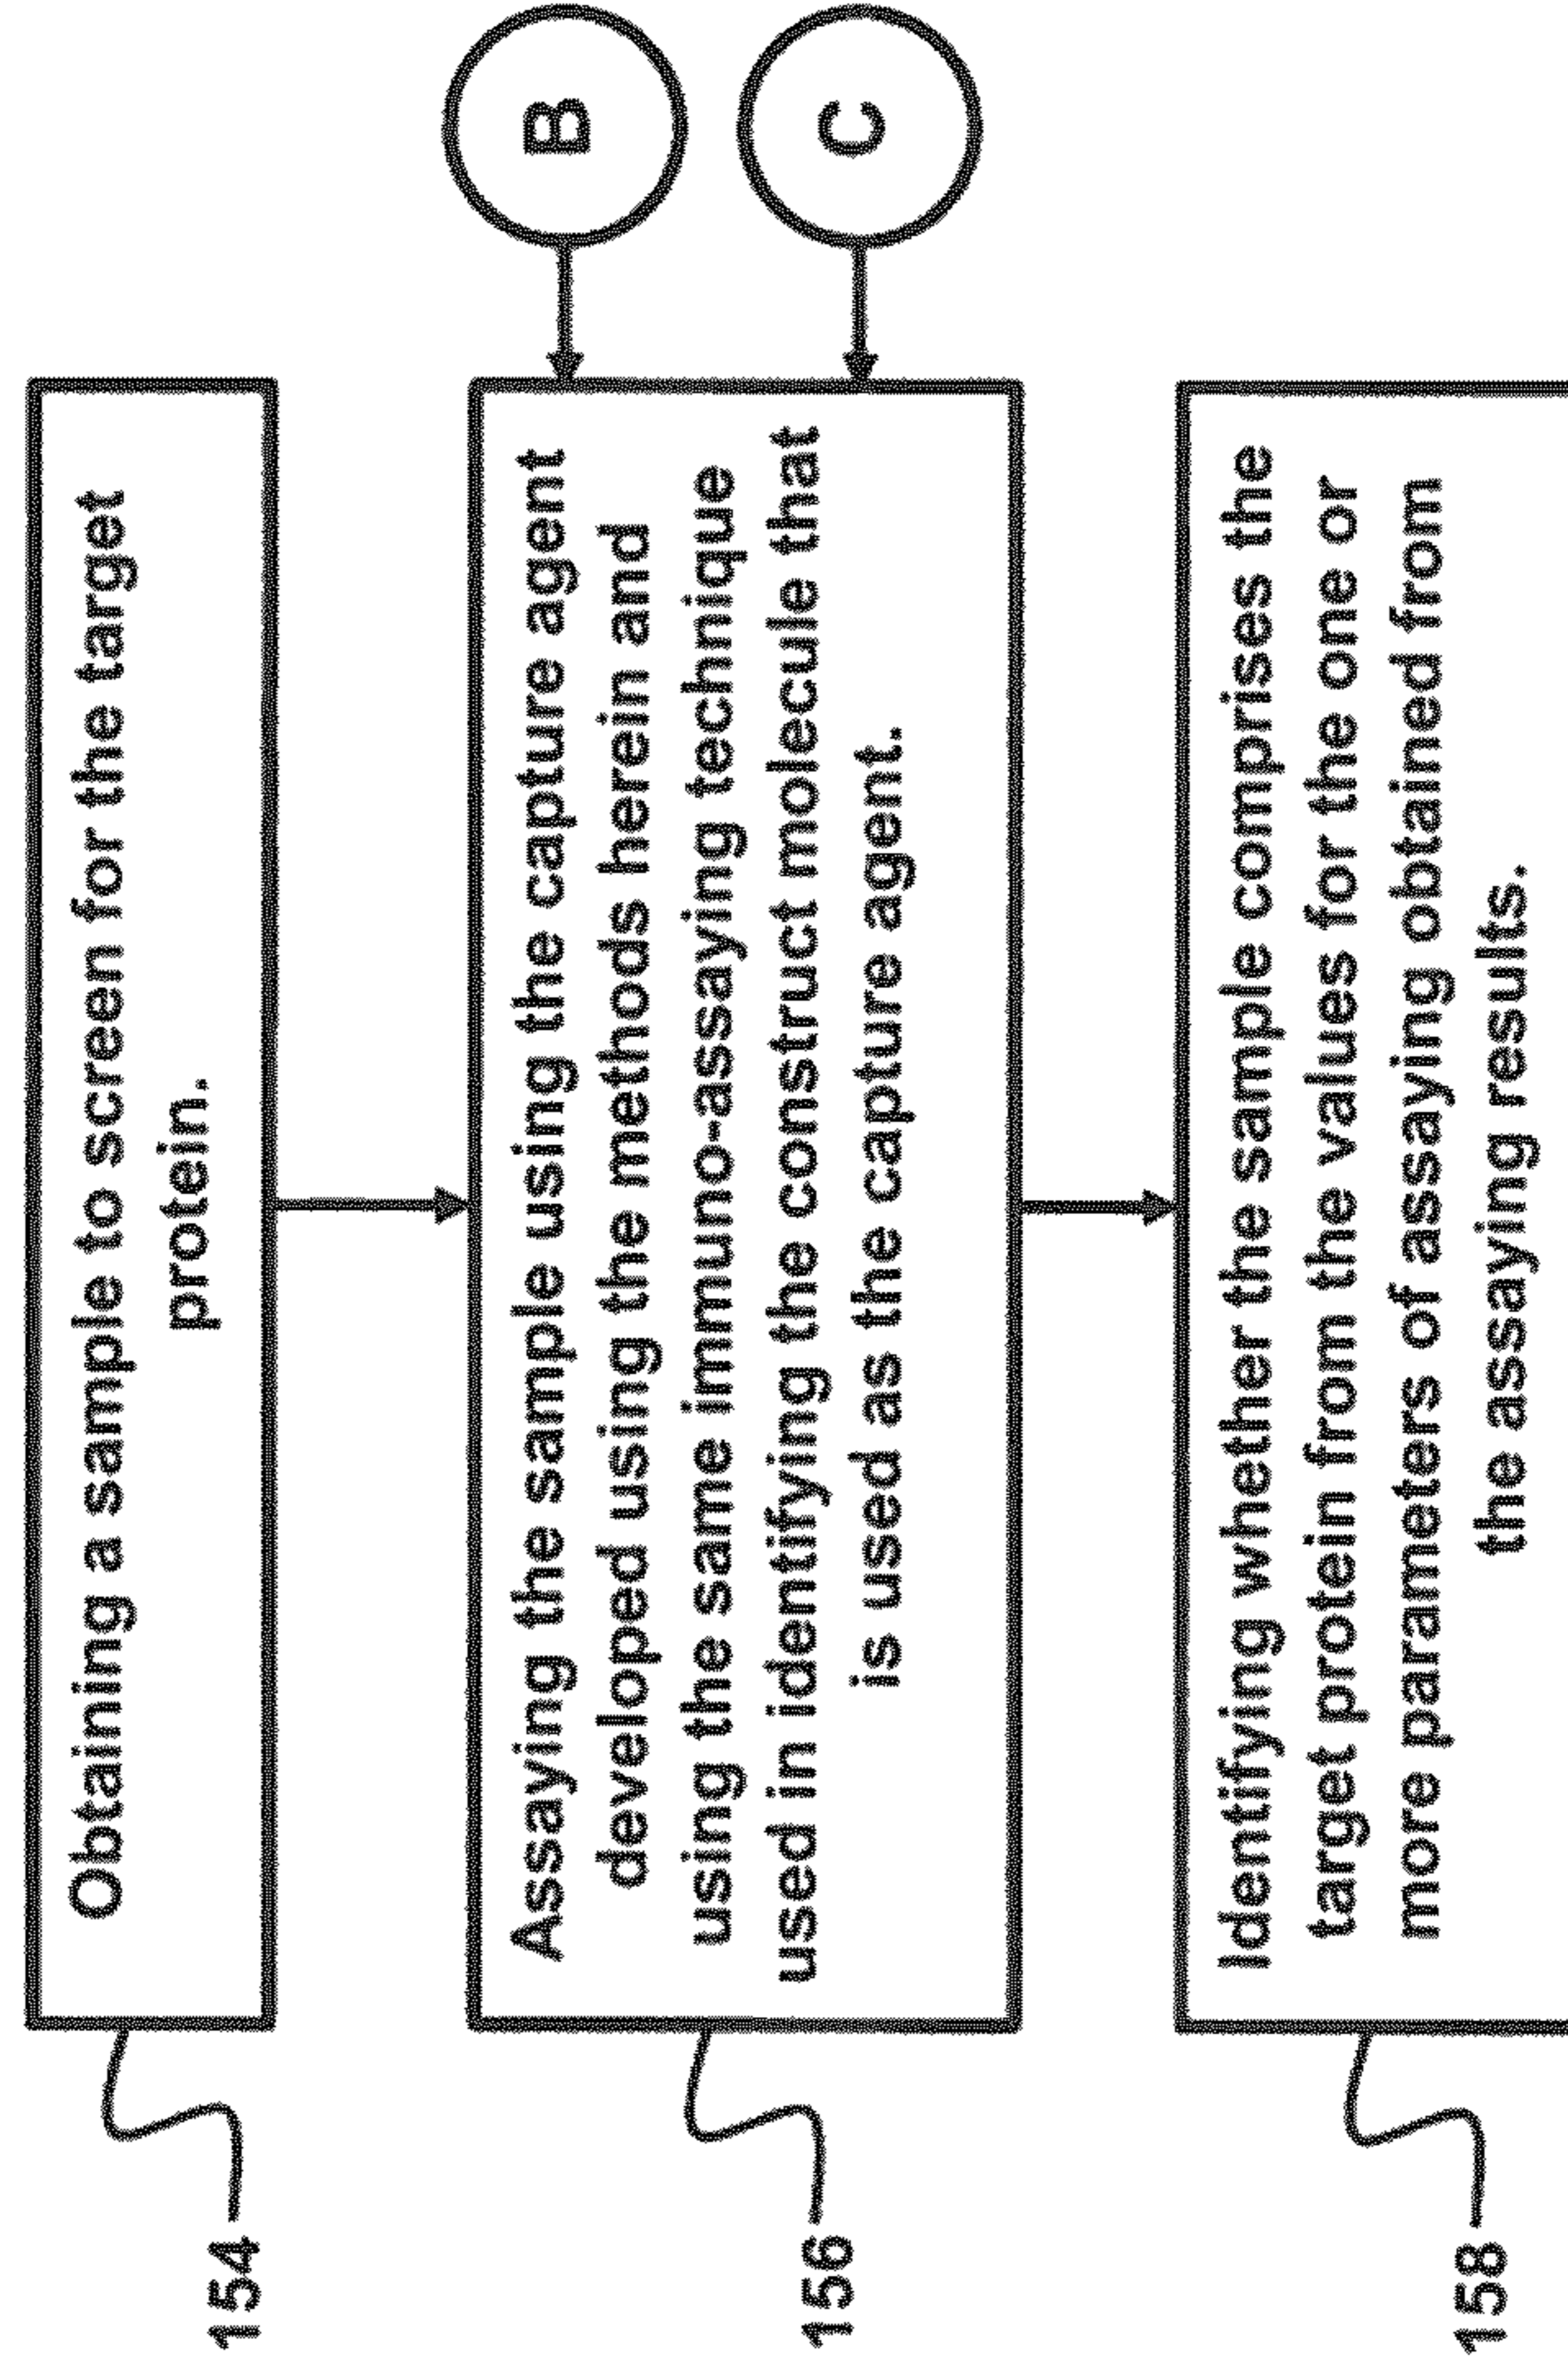 154
Obtaining a sample to screen for the target
protein.
156
Assaying the sample using the capture agent
developed using the methods herein and
using the same immuno-assaying technique
used in identifying the construct molecule that
is used as the capture agent.
B
C
158
Identifying whether the sample comprises the
target protein from the values for the one or
more parameters of assaying obtained from
the assaying results.